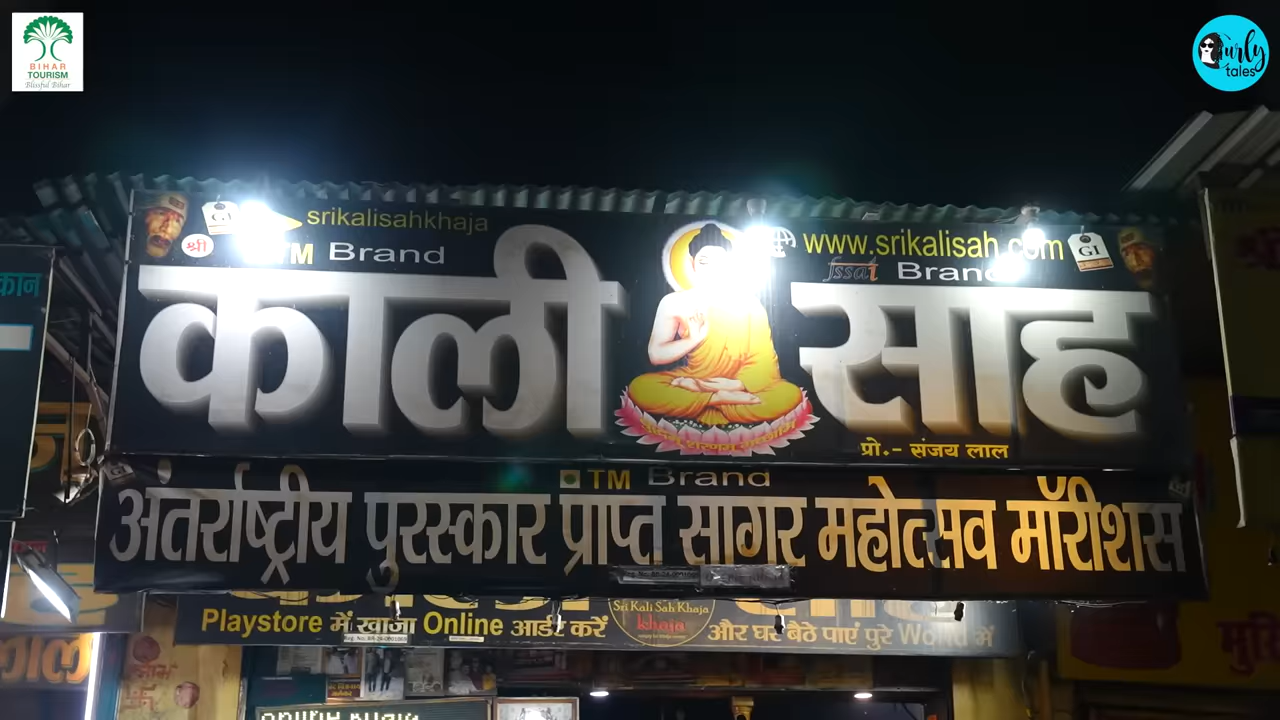 BIHAR
TOURISM
Blissful Bihar
Curly
tales
srikalisahkhaja
GI
श्री
TM Brand
www.srikalisah.com
GI
fssai Brand
काली साह
प्रो.- संजय लाल
TM Brand
अंतर्राष्ट्रीय पुरस्कार प्राप्त सागर महोत्सव मॉरीशस
Playstore में खाजा Online आर्डर करें
Sri Kali Sah Khaja
khaja
और घर बैठे पाएं पुरे World में
कान